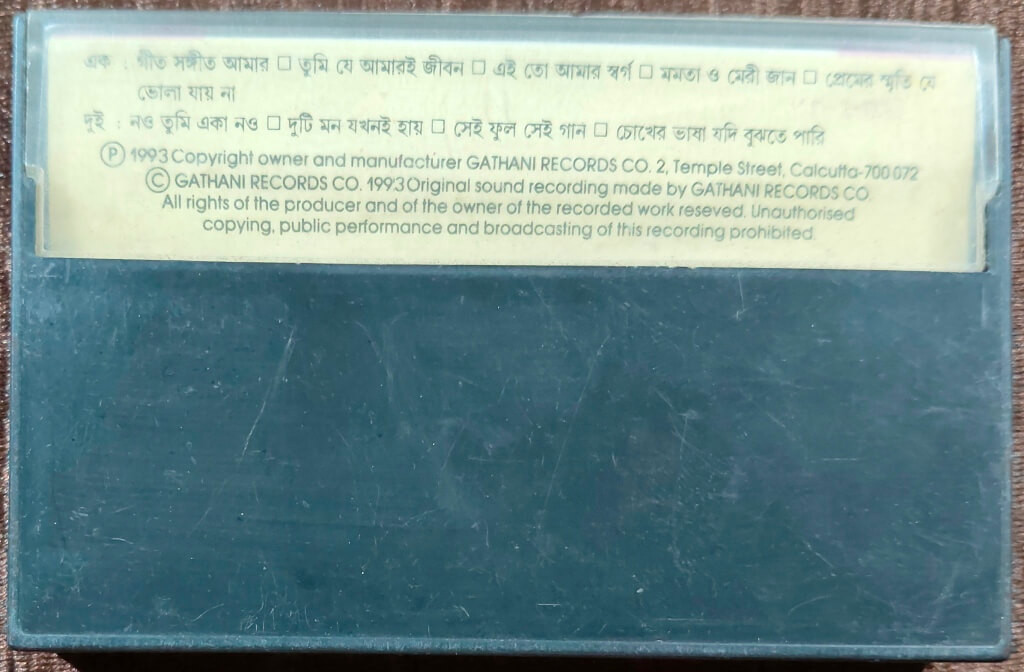 এক : গীত সঙ্গীত আমার □ তুমি যে আমারই জীবন □ এই তো আমার স্বর্গ □ মমতা ও মেরী জান □ প্রেমের স্মৃতি যে
ভোলা যায় না
দুই : নও তুমি একা নও □ দুটি মন যখনই হায় □ সেই ফুল সেই গান □ চোখের ভাষা যদি বুঝতে পারি
Ⓟ 1993 Copyright owner and manufacturer GATHANI RECORDS CO. 2, Temple Street, Calcutta-700 072
© GATHANI RECORDS CO. 1993 Original sound recording made by GATHANI RECORDS CO.
All rights of the producer and of the owner of the recorded work reseved. Unauthorised
copying, public performance and broadcasting of this recording prohibited.